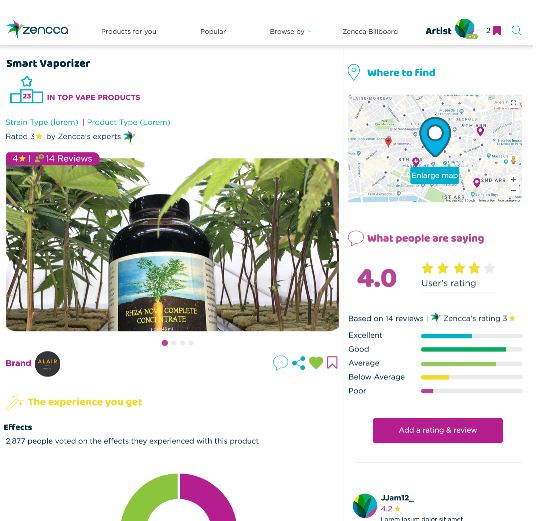 zencca
Products for you
Popular
Browse by
Zencca Billboard
Artist
2
Smart Vaporizer
23
IN TOP VAPE PRODUCTS
Strain Type (lorem) | Product Type (Lorem)
Rated 3 by Zencca's experts
4 | 14 Reviews
RHZA NOVA COMPLETE
CONCENTRATE
Brand
ALAIR
The experience you get
Effects
2,877 people voted on the effects they experienced with this product
Where to find
Enlarge map
What people are saying
4.0
User's rating
Based on 14 reviews | Zencca's rating 3
Excellent
Good
Average
Below Average
Poor
Add a rating & review
JJam12_
4.2
Lorem ipsum dolor sit amet